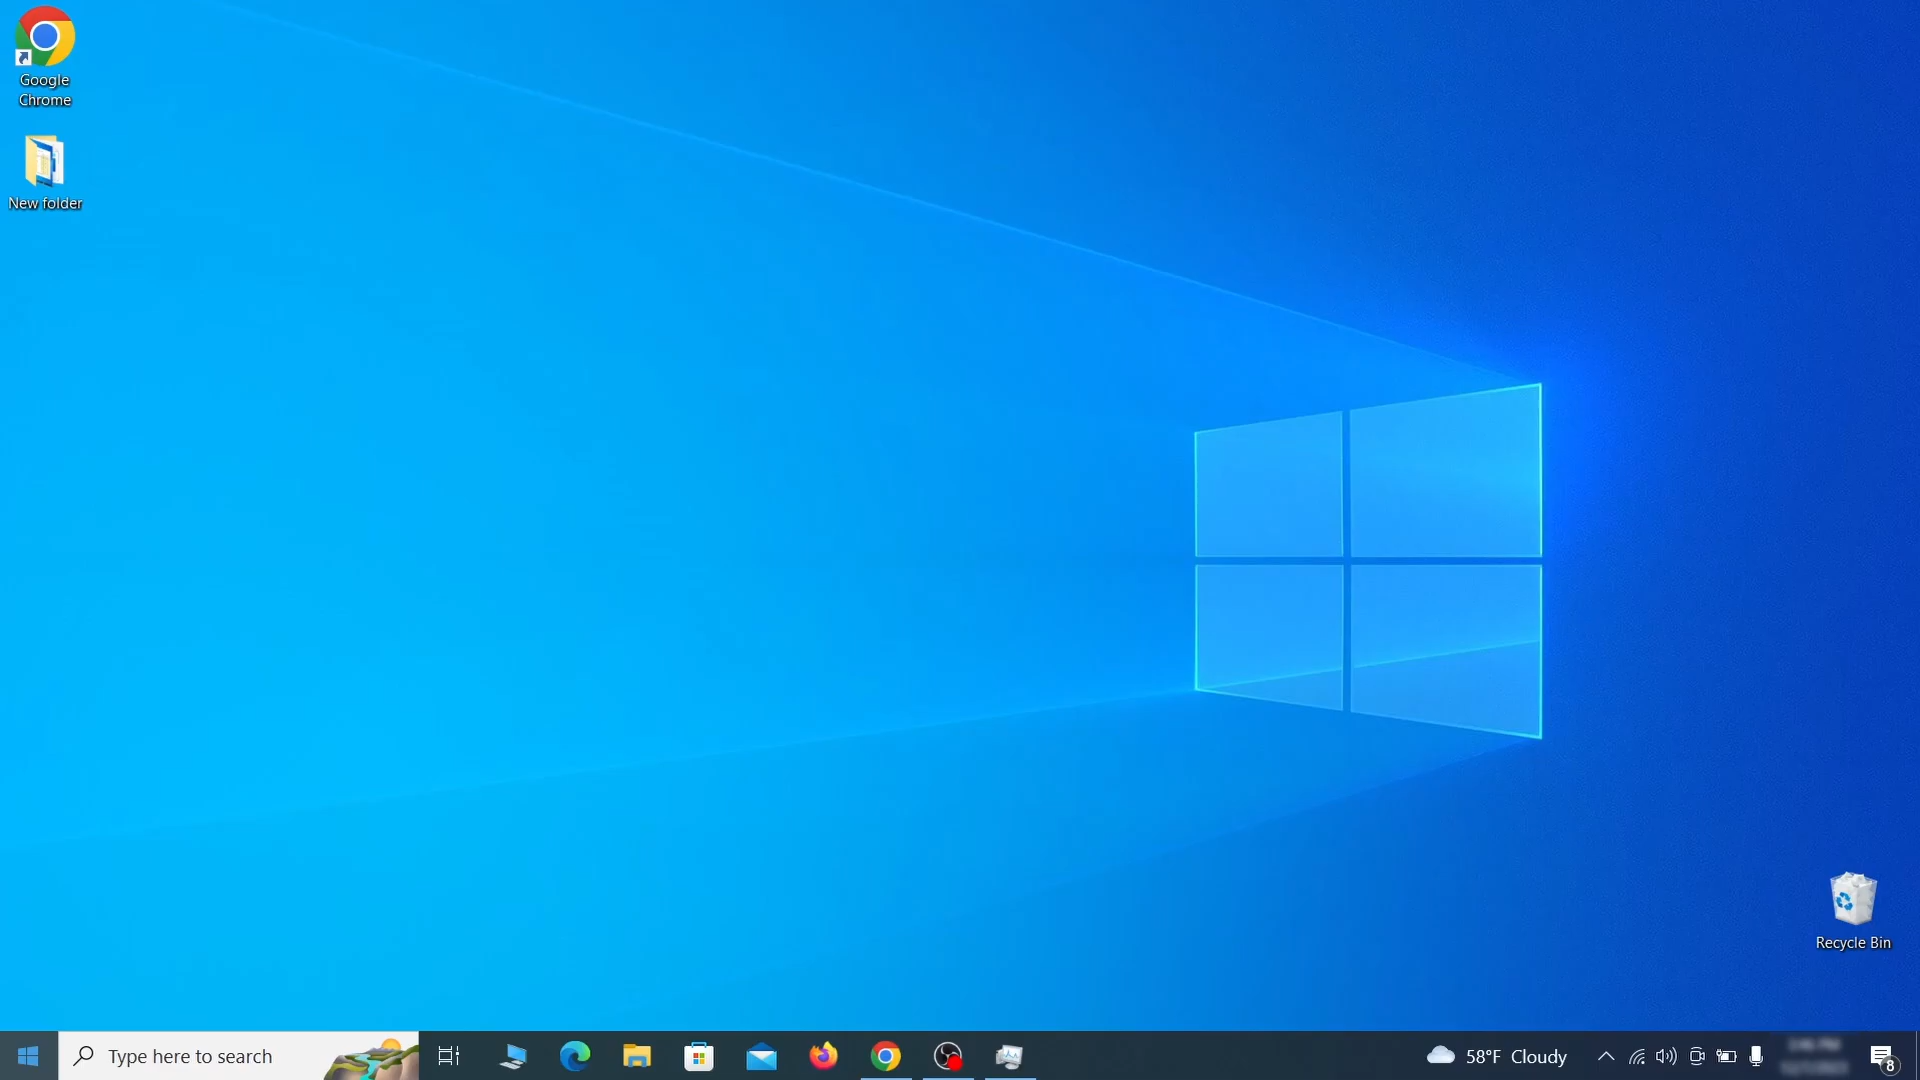 Google
Chrome
New folder
Recycle Bin
Type here to search
58°F Cloudy
8